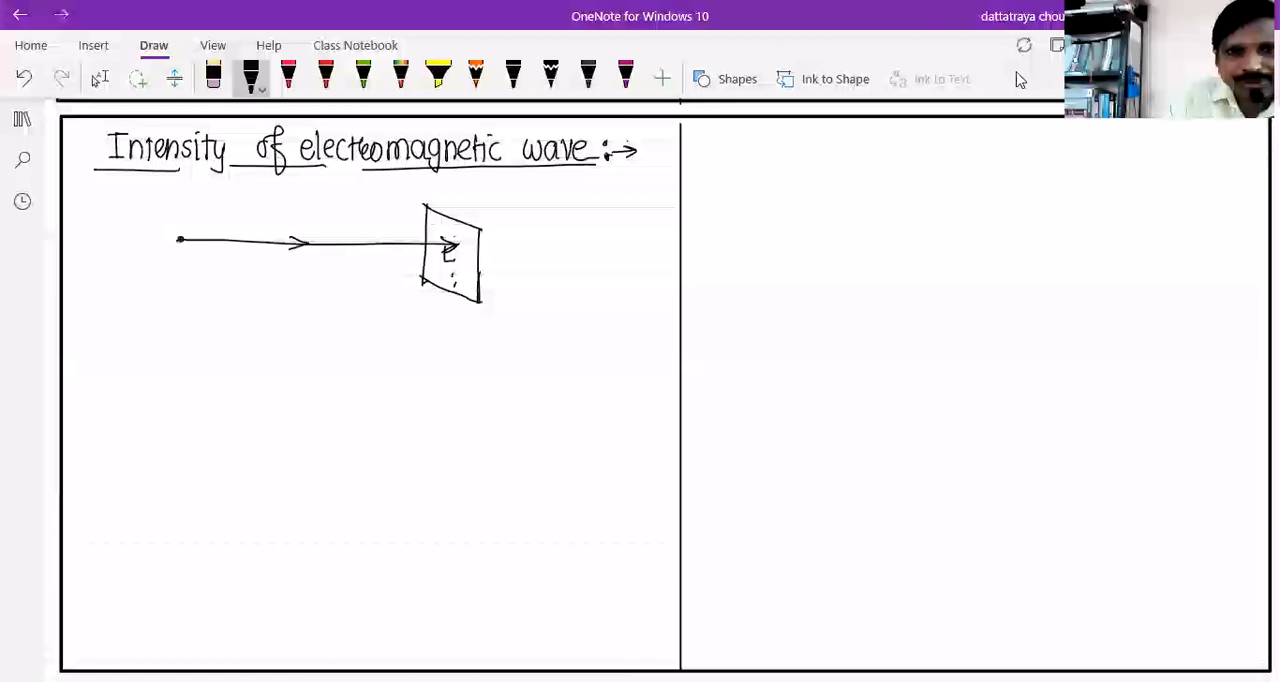 OneNote for Windows 10
dattatraya chou
Home Insert Draw View Help Class Notebook
Shapes Ink to Shape Ink to Text
Intensity of electromagnetic wave :→